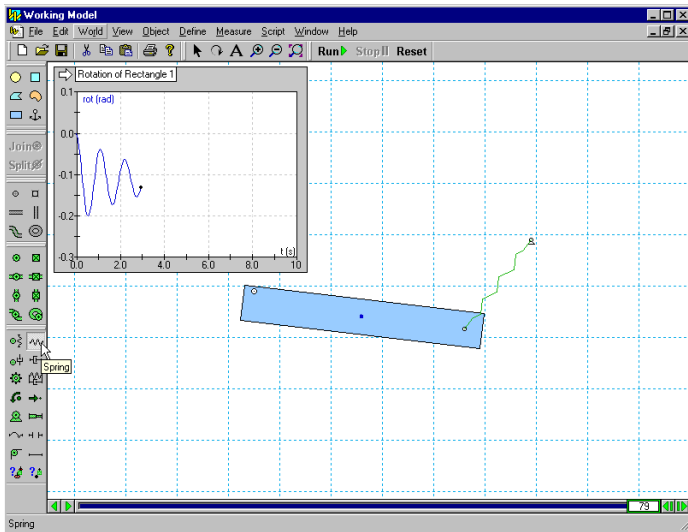 Working Model
File Edit World View Object Define Measure Script Window Help
Run Stop Reset
Join
Split
Rotation of Rectangle 1
rot (rad)
0.1
0.0
-0.1
-0.2
-0.3
t (s)
0.0 2.0 4.0 6.0 8.0 10
Spring
79
Spring